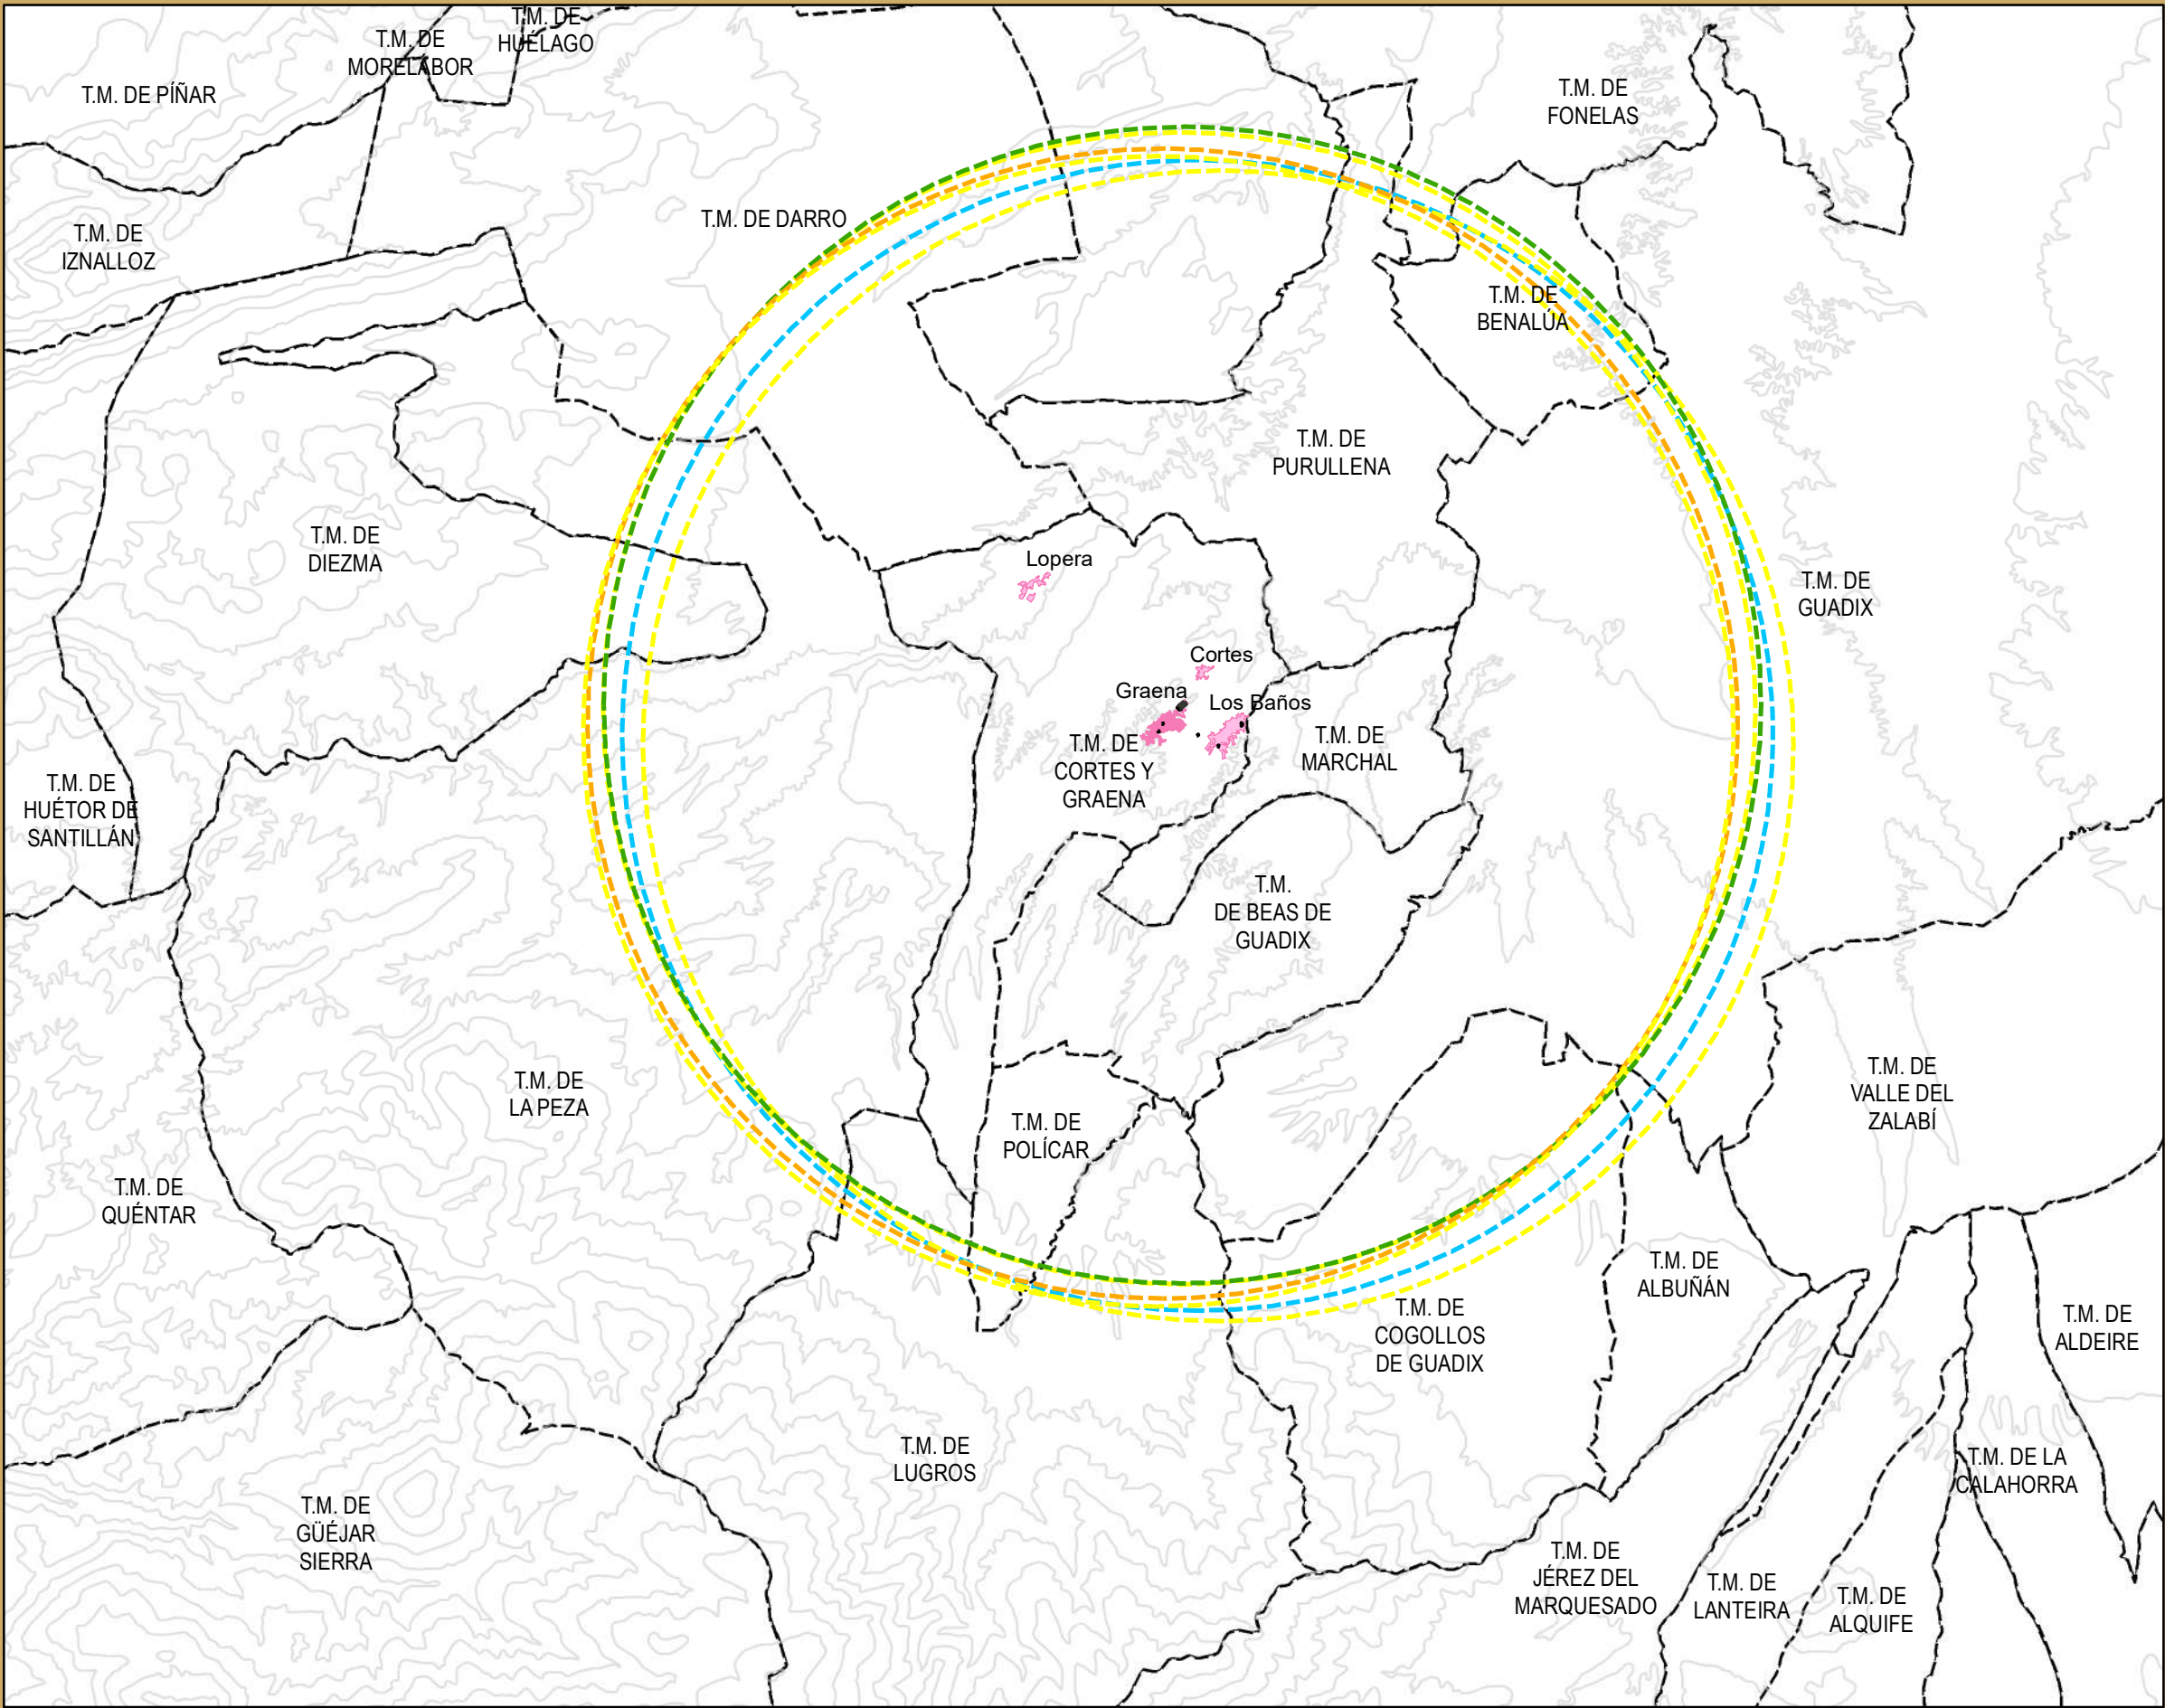 T.M. DE
HUÉLAGO
T.M. DE
MORELÁBOR
T.M. DE PÍÑAR
T.M. DE
FONELAS
T.M. DE DARRO
T.M. DE
IZNALLOZ
T.M. DE
BENALÚA
T.M. DE
PURULLENA
T.M. DE
DIEZMA
Lopera
T.M. DE
GUADIX
Cortes
Graena
Los Baños
T.M. DE
CORTES Y
GRAENA
T.M. DE
MARCHAL
T.M. DE
HUÉTOR DE
SANTILLÁN
T.M.
DE BEAS DE
GUADIX
T.M. DE
LA PEZA
T.M. DE
POLÍCAR
T.M. DE
VALLE DEL
ZALABÍ
T.M. DE
QUÉNTAR
T.M. DE
ALBUÑÁN
T.M. DE
COGOLLOS
DE GUADIX
T.M. DE
ALDEIRE
T.M. DE
LUGROS
T.M. DE LA
CALAHORRA
T.M. DE
GÜÉJAR
SIERRA
T.M. DE
JÉREZ DEL
MARQUESADO
T.M. DE
LANTEIRA
T.M. DE
ALQUIFE